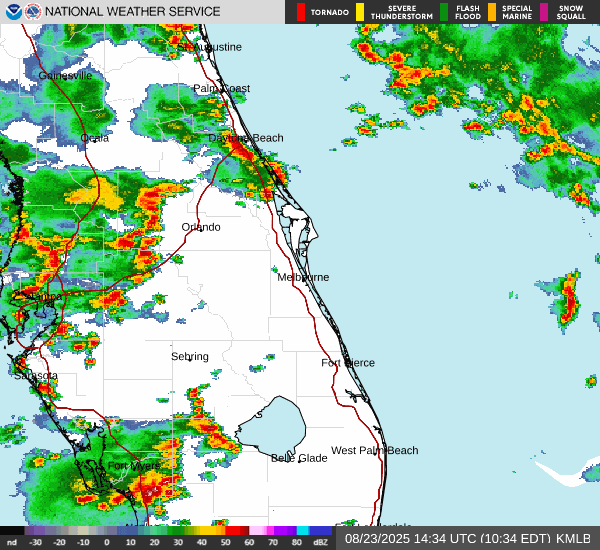 NATIONAL WEATHER SERVICE
TORNADO
SEVERE THUNDERSTORM
FLASH FLOOD
SPECIAL MARINE
SNOW SQUALL
St. Augustine
Gainesville
Palm Coast
Ocala
Daytona Beach
Orlando
Melbourne
Tampa
Sebring
Fort Pierce
Sarasota
West Palm Beach
Belle Glade
Fort Myers
nd -30 -20 -10 0 10 20 30 40 50 60 70 80 dBZ
08/23/2025 14:34 UTC (10:34 EDT) KMLB